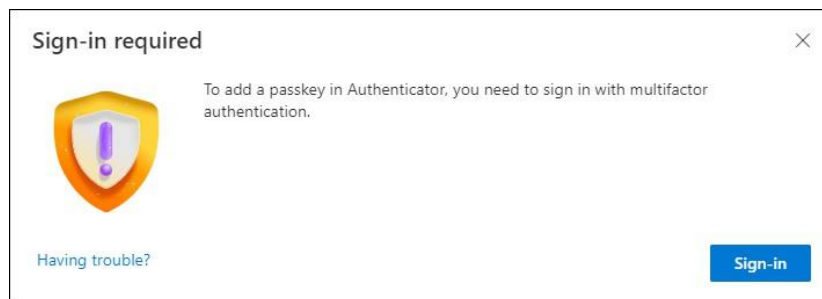 Sign-in required
To add a passkey in Authenticator, you need to sign in with multifactor
authentication.
Having trouble?
Sign-in